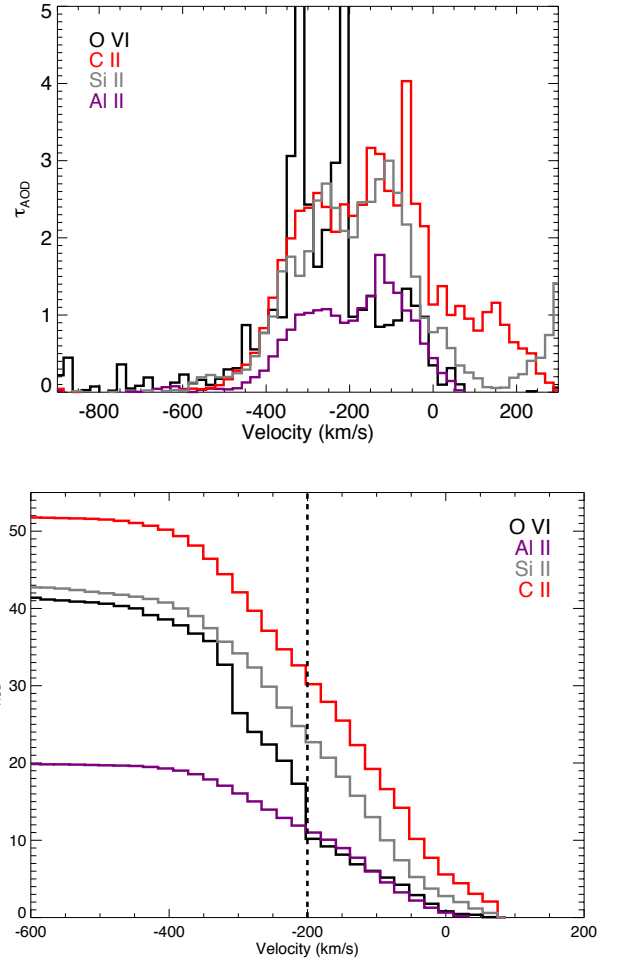 5
O VI
C II
Si II
Al II
4
3
τAOD
2
1
0
-800 -600 -400 -200 0 200
Velocity (km/s)
50
O VI
Al II
Si II
C II
40
30
20
10
0
-600 -400 -200 0 200
Velocity (km/s)